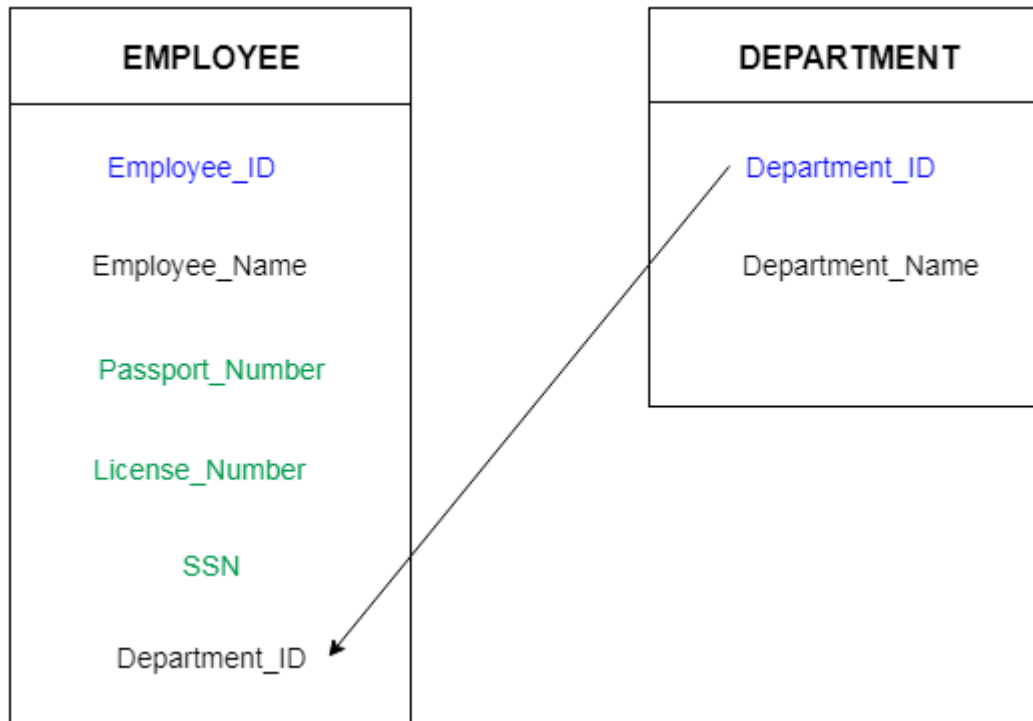 EMPLOYEE
Employee_ID
Employee_Name
Passport_Number
License_Number
SSN
Department_ID
DEPARTMENT
Department_ID
Department_Name